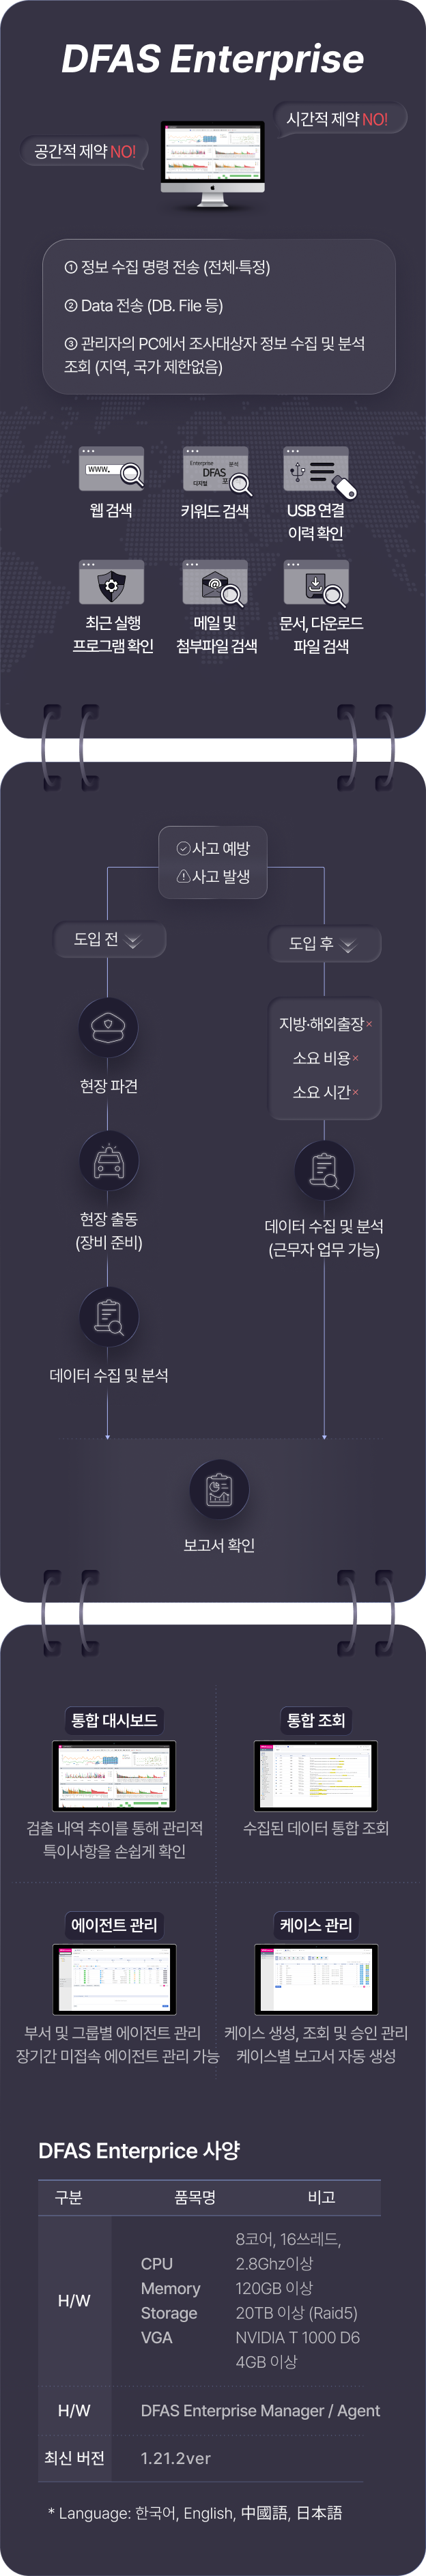 DFAS Enterprise
시간적 제약 NO!
공간적 제약 NO!
① 정보 수집 명령 전송 (전체·특정)
② Data 전송 (DB. File 등)
③ 관리자의 PC에서 조사대상자 정보 수집 및 분석
조회 (지역, 국가 제한없음)
www.
Enterprise 분석
DFAS
디지털 포
웹 검색
키워드 검색
USB 연결
이력 확인
최근 실행
프로그램 확인
메일 및
첨부파일 검색
문서, 다운로드
파일 검색
사고 예방
사고 발생
도입 전
도입 후
지방·해외출장×
소요 비용×
소요 시간×
현장 파견
현장 출동
(장비 준비)
데이터 수집 및 분석
(근무자 업무 가능)
데이터 수집 및 분석
보고서 확인
통합 대시보드
통합 조회
검출 내역 추이를 통해 관리적
특이사항을 손쉽게 확인
수집된 데이터 통합 조회
에이전트 관리
케이스 관리
부서 및 그룹별 에이전트 관리
장기간 미접속 에이전트 관리 가능
케이스 생성, 조회 및 승인 관리
케이스별 보고서 자동 생성
DFAS Enterprice 사양
구분 품목명 비고
H/W
CPU 8코어, 16쓰레드,
2.8Ghz이상
Memory 120GB 이상
Storage 20TB 이상 (Raid5)
VGA NVIDIA T 1000 D6
4GB 이상
H/W DFAS Enterprise Manager / Agent
최신 버전 1.21.2ver
* Language: 한국어, English, 中國語, 日本語